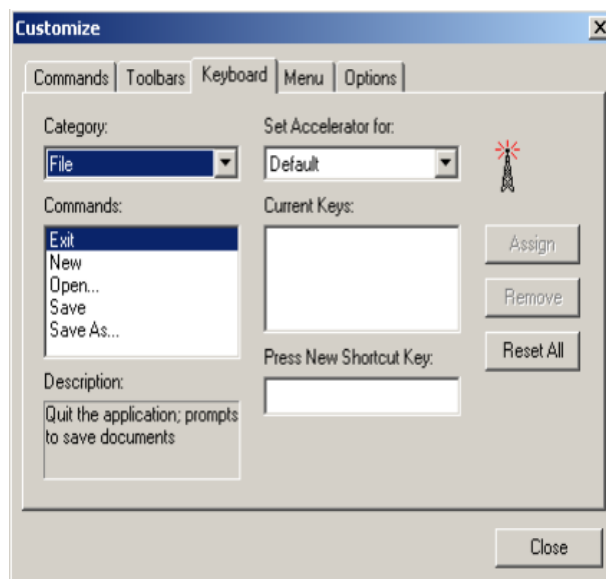 Customize
Commands Toolbars Keyboard Menu Options
Category:
File
Set Accelerator for:
Default
Commands:
Exit
New
Open...
Save
Save As...
Current Keys:
Assign
Remove
Reset All
Press New Shortcut Key:
Description:
Quit the application; prompts
to save documents
Close